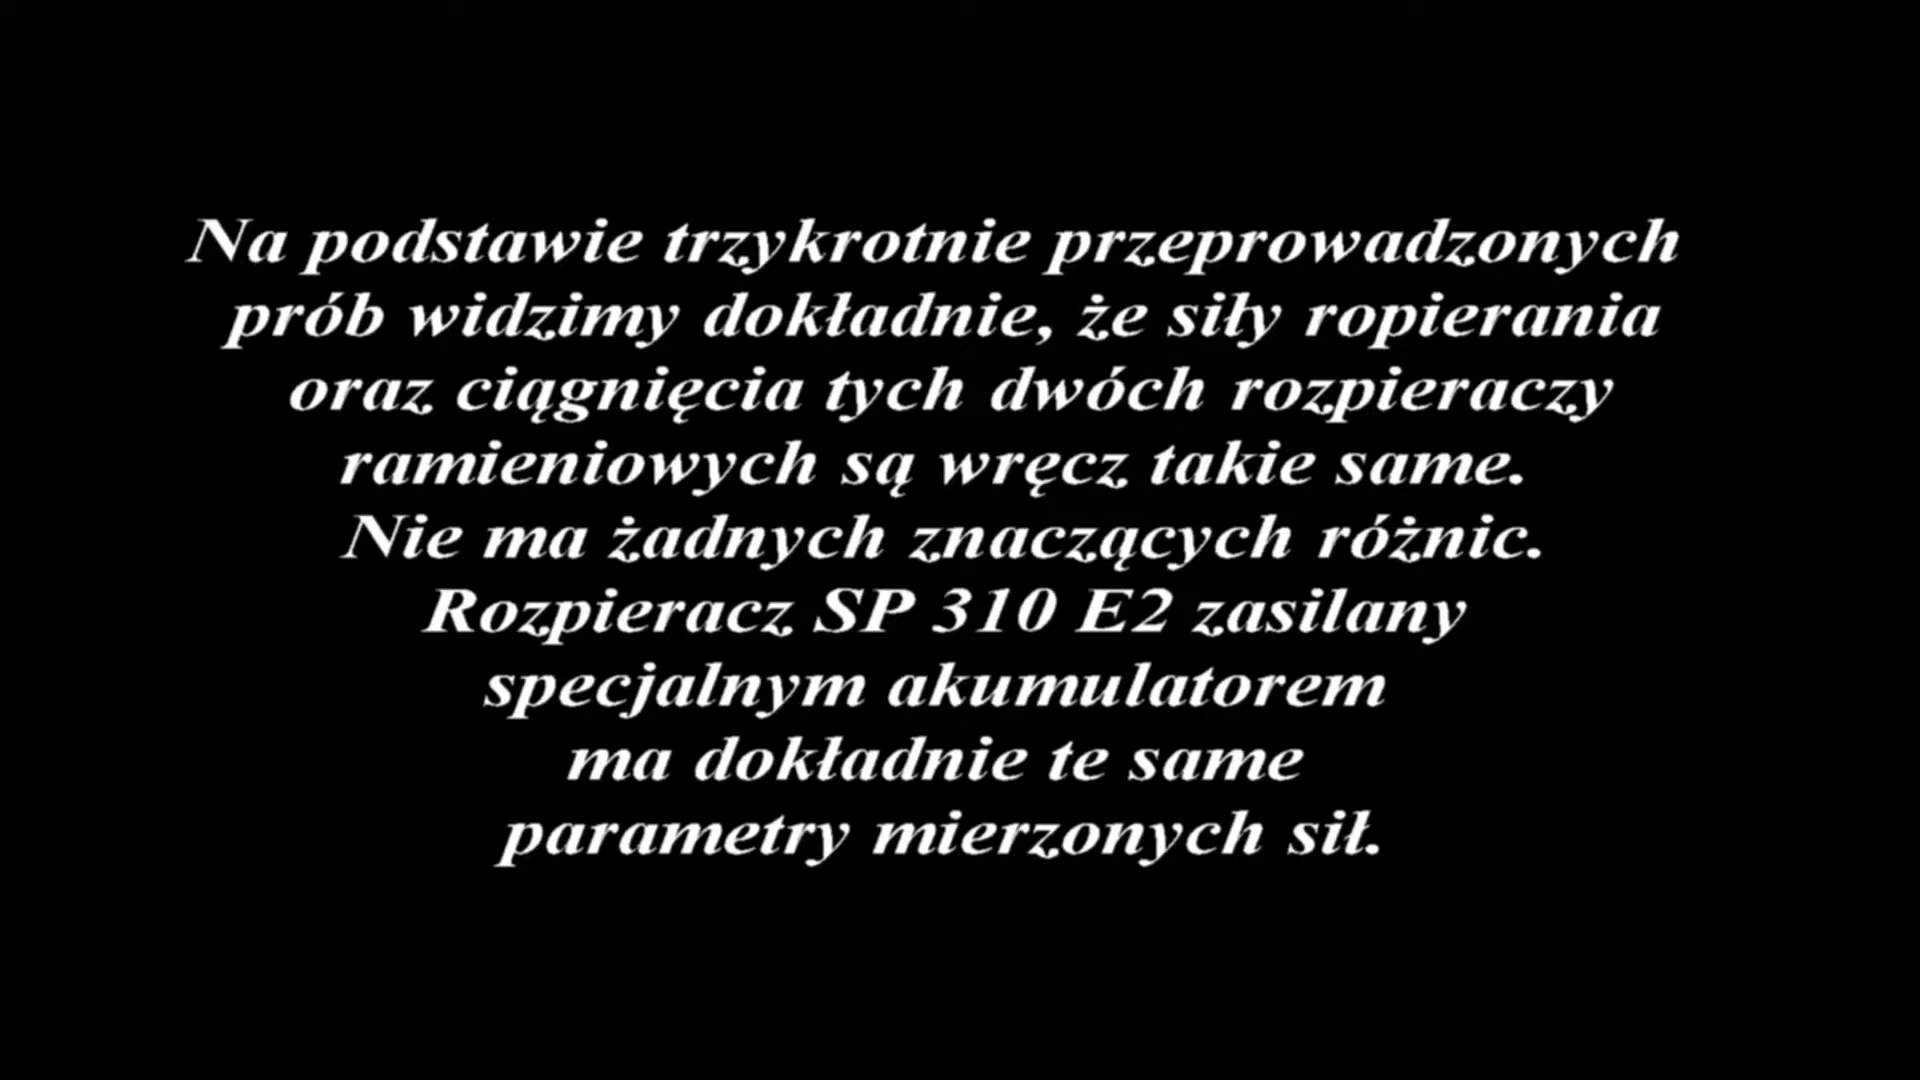 Na podstawie trzykrotnie przeprowadzonych
prób widzimy dokładnie, że siły ropierania
oraz ciągnięcia tych dwóch rozpieraczy
ramieniowych są wręcz takie same.
Nie ma żadnych znaczących różnic.
Rozpieracz SP 310 E2 zasilany
specjalnym akumulatorem
ma dokładnie te same
parametry mierzonych sił.